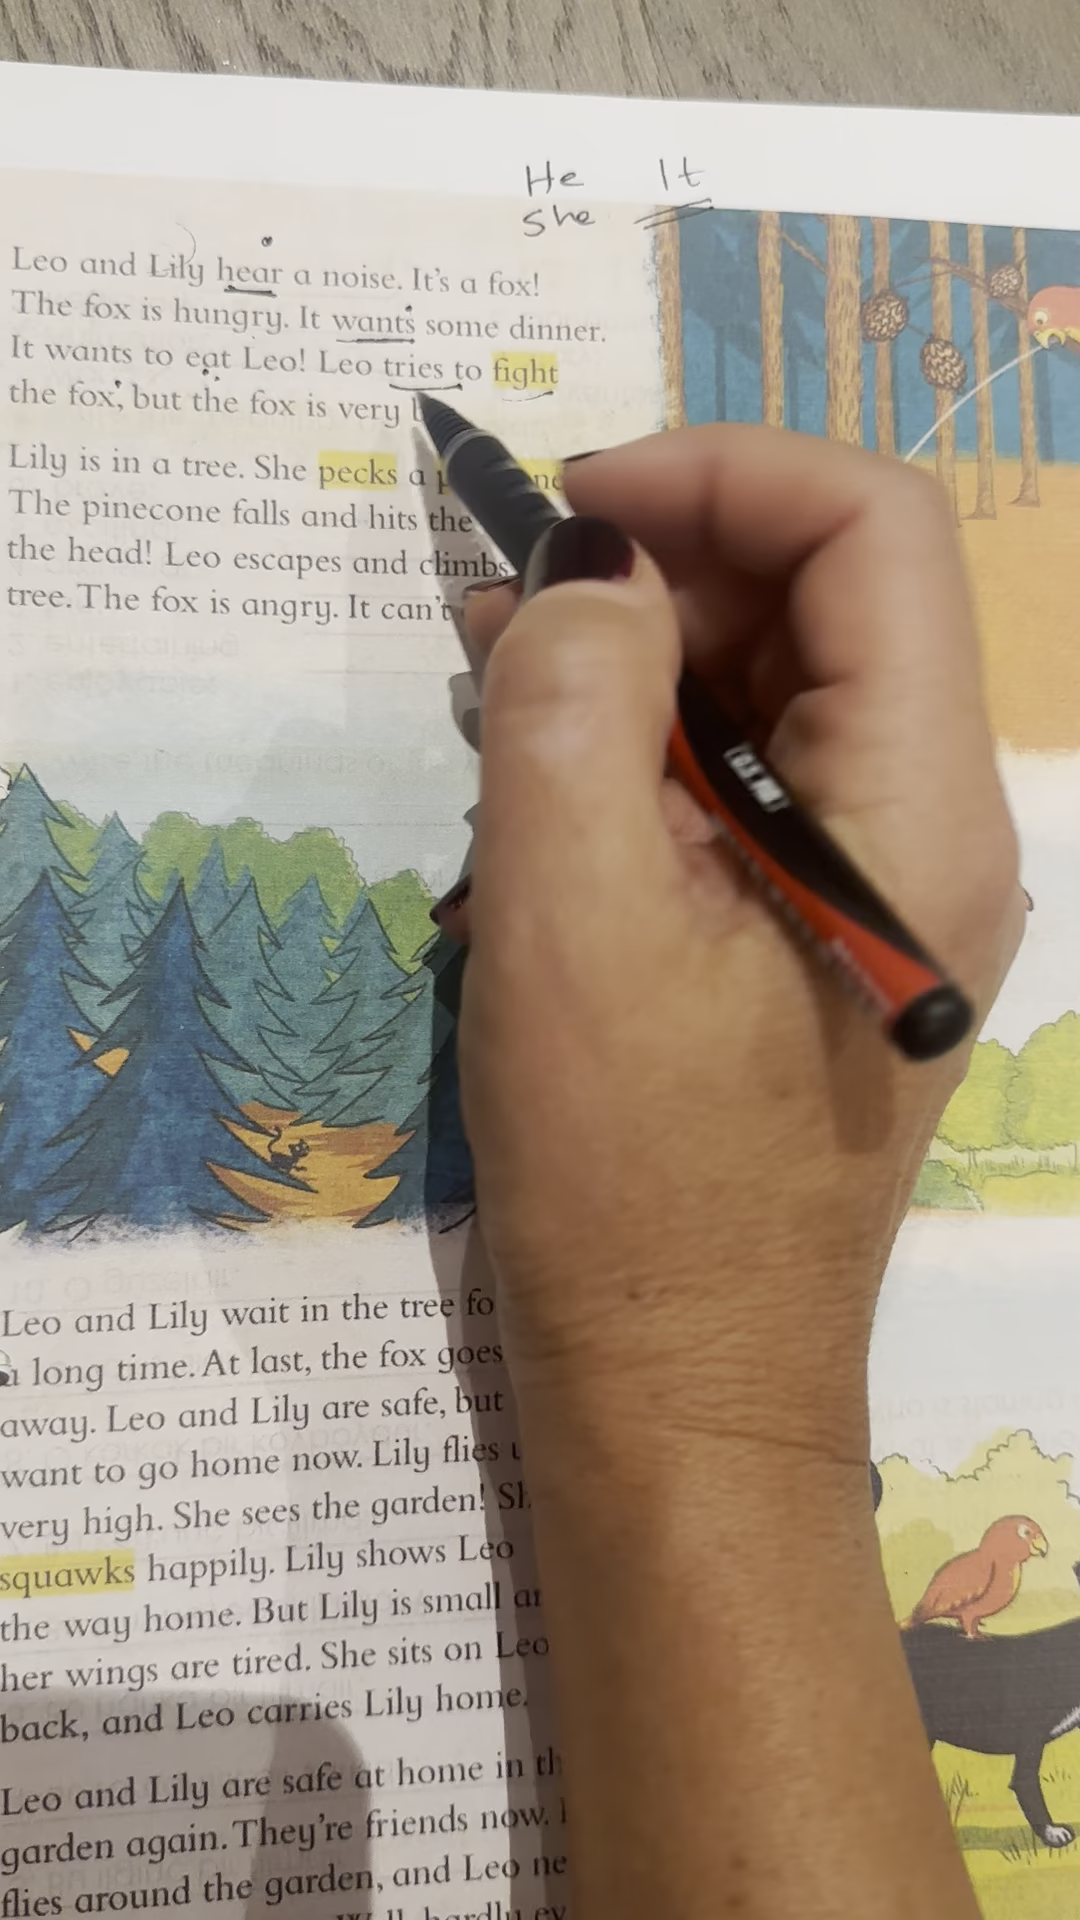 He It
She
Leo and Lily hear a noise. It's a fox!
The fox is hungry. It wants some dinner.
It wants to eat Leo! Leo tries to fight
the fox, but the fox is very
Lily is in a tree. She pecks a
The pinecone falls and hits the
the head! Leo escapes and climbs
tree. The fox is angry. It can't
Leo and Lily wait in the tree
long time. At last, the fox goes
away. Leo and Lily are safe, but
want to go home now. Lily flies
very high. She sees the garden!
squawks happily. Lily shows Leo
the way home. But Lily is small
her wings are tired. She sits on Leo
back, and Leo carries Lily home.
Leo and Lily are safe at home in
garden again. They're friends now.
flies around the garden, and Leo
hardly